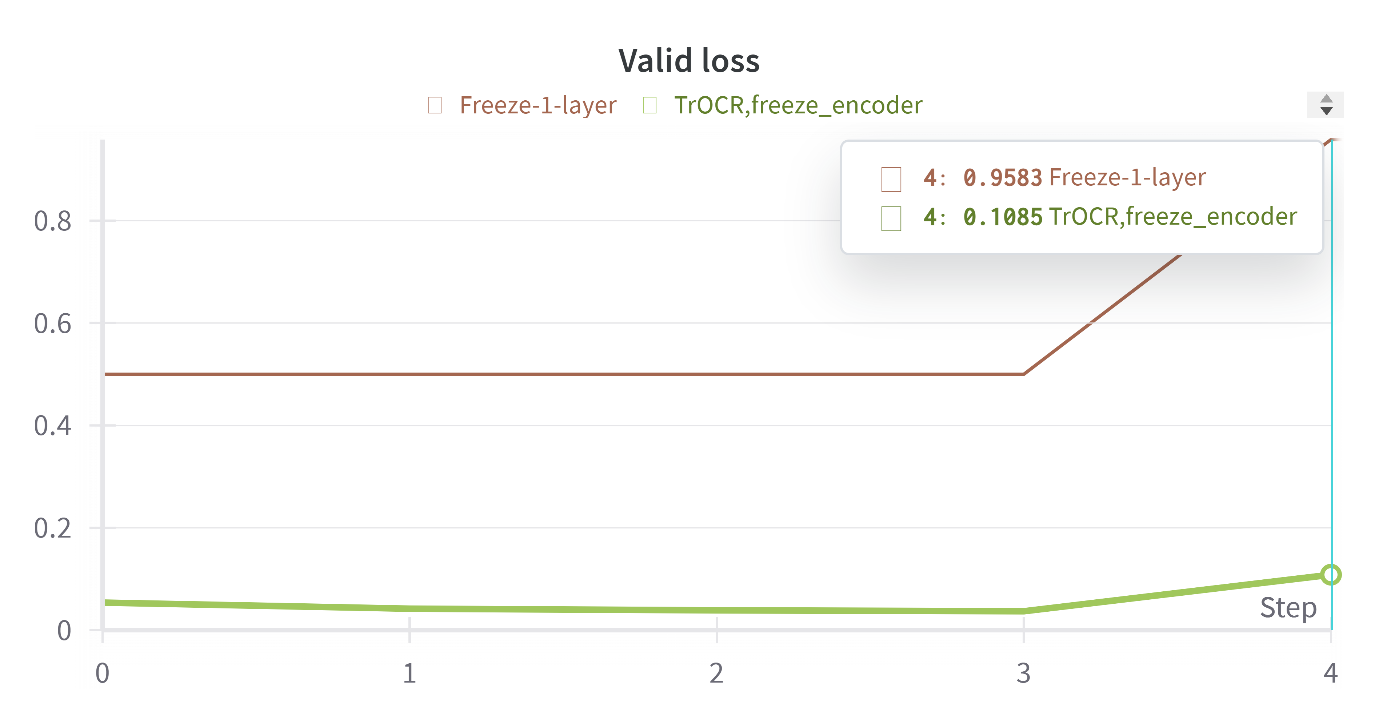 Valid loss
Freeze-1-layer TrOCR,freeze_encoder
4: 0.9583 Freeze-1-layer
4: 0.1085 TrOCR,freeze_encoder
0.8
0.6
0.4
0.2
0
Step
0 1 2 3 4